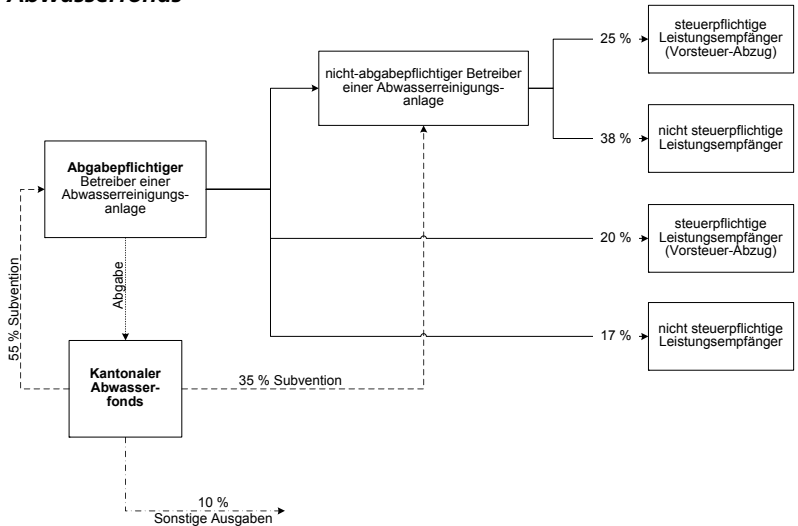 Abwasserfonds
25 %
steuerpflichtige
Leistungsempfänger
(Vorsteuer-Abzug)
nicht-abgabepflichtiger Betreiber
einer Abwasserreinigungs-
anlage
38 %
nicht steuerpflichtige
Leistungsempfänger
Abgabepflichtiger
Betreiber einer
Abwasserreinigungs-
anlage
20 %
steuerpflichtige
Leistungsempfänger
(Vorsteuer-Abzug)
55 % Subvention
Abgabe
17 %
nicht steuerpflichtige
Leistungsempfänger
Kantonaler
Abwasser-
fonds
35 % Subvention
10 %
Sonstige Ausgaben